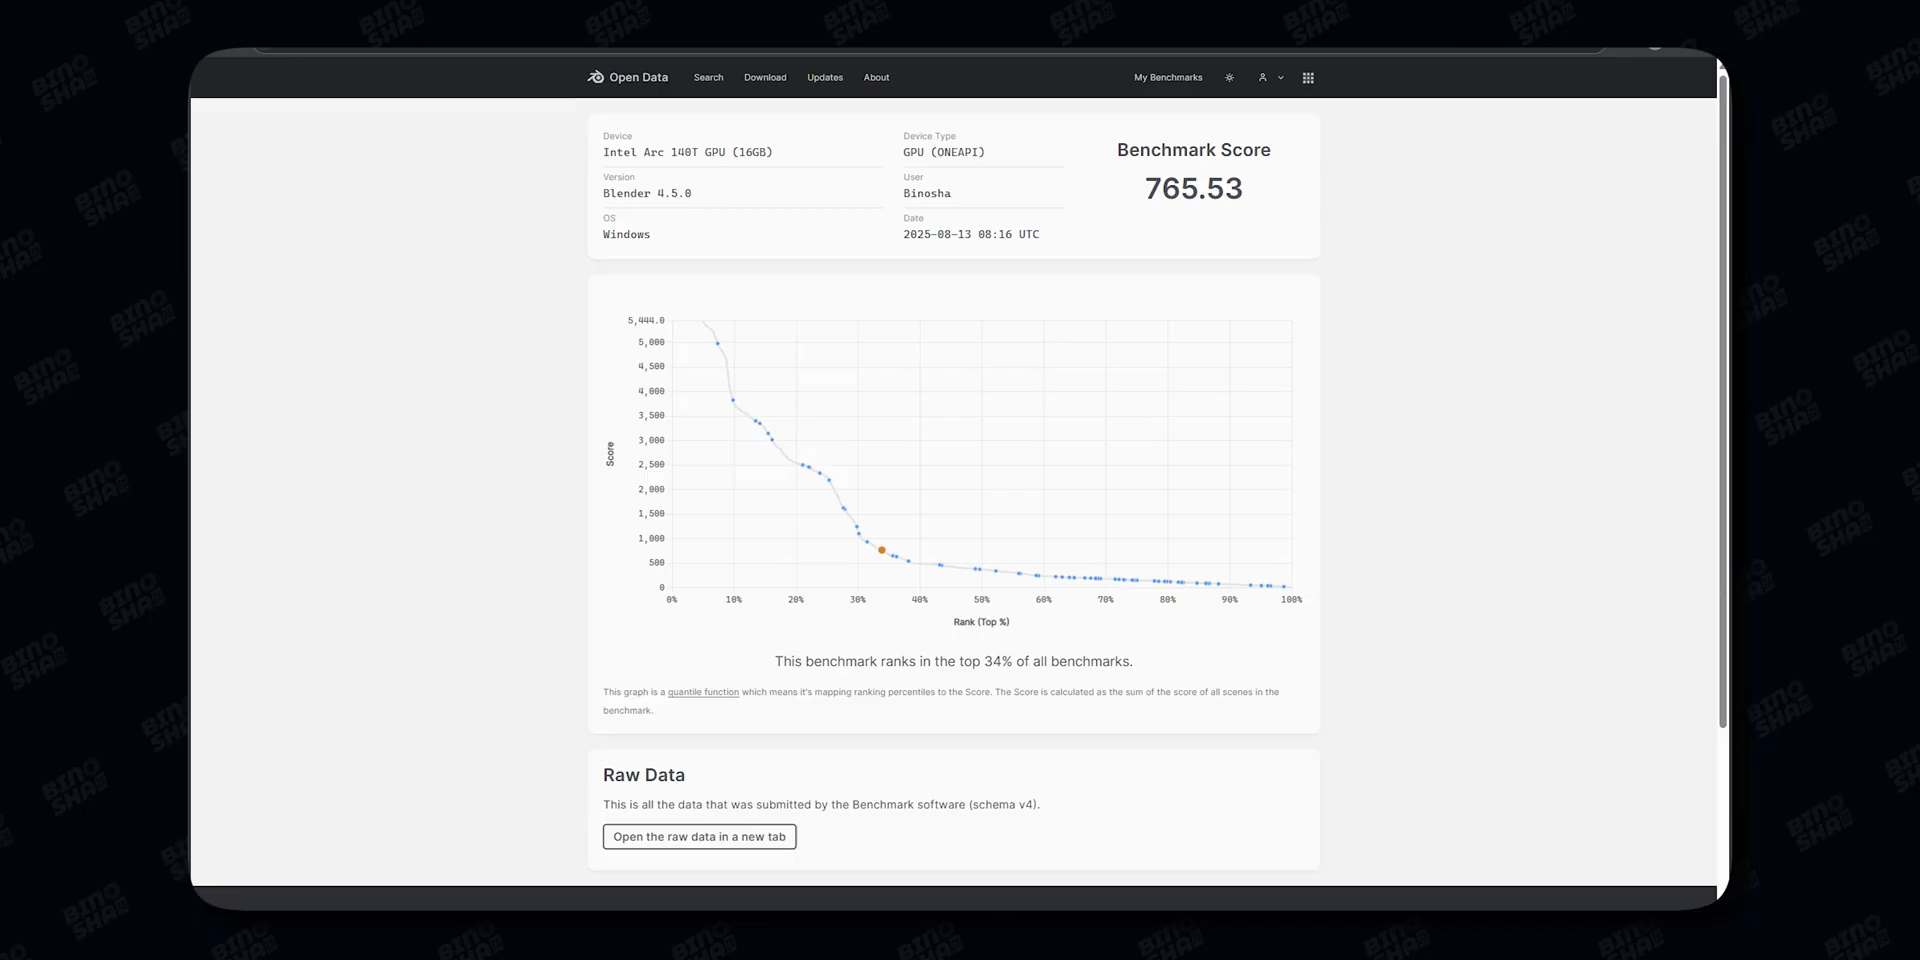 Open Data Search Download Updates About My Benchmarks
Device
Intel Arc 140T GPU (16GB)
Device Type
GPU (ONEAPI)
Version
Blender 4.5.0
User
Binosha
OS
Windows
Date
2025-08-13 08:16 UTC
Benchmark Score
765.53
5,444.0
5,000
4,500
4,000
3,500
3,000
2,500
2,000
1,500
1,000
500
0
Score
0% 10% 20% 30% 40% 50% 60% 70% 80% 90% 100%
Rank (Top %)
This benchmark ranks in the top 34% of all benchmarks.
This graph is a quantile function which means it's mapping ranking percentiles to the Score. The Score is calculated as the sum of the score of all scenes in the
benchmark.
Raw Data
This is all the data that was submitted by the Benchmark software (schema v4).
Open the raw data in a new tab
BINO
SHA